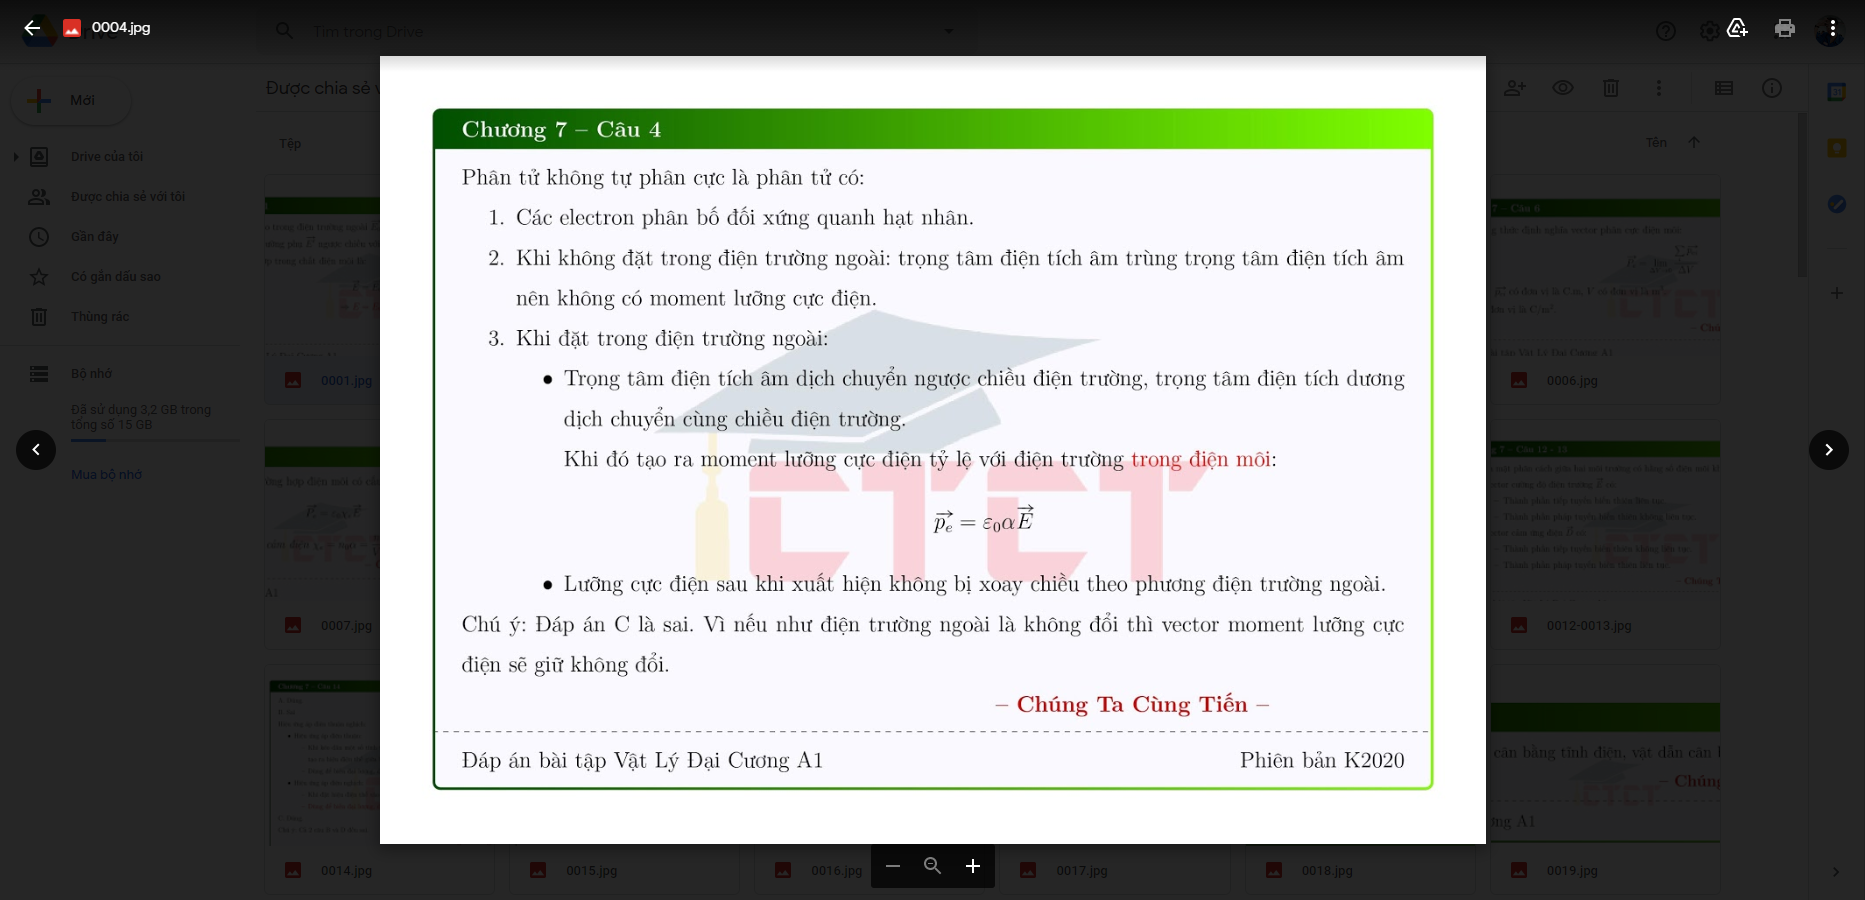 0004.jpg
Tìm trong Drive
Mới
Được chia sẻ v
Tệp
Tên
Drive của tôi
Được chia sẻ với tôi
Gần đây
Có gắn dấu sao
Thùng rác
Bộ nhớ
Đã sử dụng 3,2 GB trong
tổng số 15 GB
Mua bộ nhớ
Chương 7 – Câu 4
Phân tử không tự phân cực là phân tử có:
1. Các electron phân bố đối xứng quanh hạt nhân.
2. Khi không đặt trong điện trường ngoài: trọng tâm điện tích âm trùng trọng tâm điện tích âm
nên không có moment lưỡng cực điện.
3. Khi đặt trong điện trường ngoài:
• Trọng tâm điện tích âm dịch chuyển ngược chiều điện trường, trọng tâm điện tích dương
dịch chuyển cùng chiều điện trường.
Khi đó tạo ra moment lưỡng cực điện tỷ lệ với điện trường trong điện môi:
$\overrightarrow{p_e} = \varepsilon_0 \alpha \overrightarrow{E}$
• Lưỡng cực điện sau khi xuất hiện không bị xoay chiều theo phương điện trường ngoài.
Chú ý: Đáp án C là sai. Vì nếu như điện trường ngoài là không đổi thì vector moment lưỡng cực
điện sẽ giữ không đổi.
– Chúng Ta Cùng Tiến –
Đáp án bài tập Vật Lý Đại Cương A1
Phiên bản K2020
CTCT
0001.jpg
0006.jpg
0007.jpg
0012-0013.jpg
0014.jpg
0015.jpg
0016.jpg
0017.jpg
0018.jpg
0019.jpg